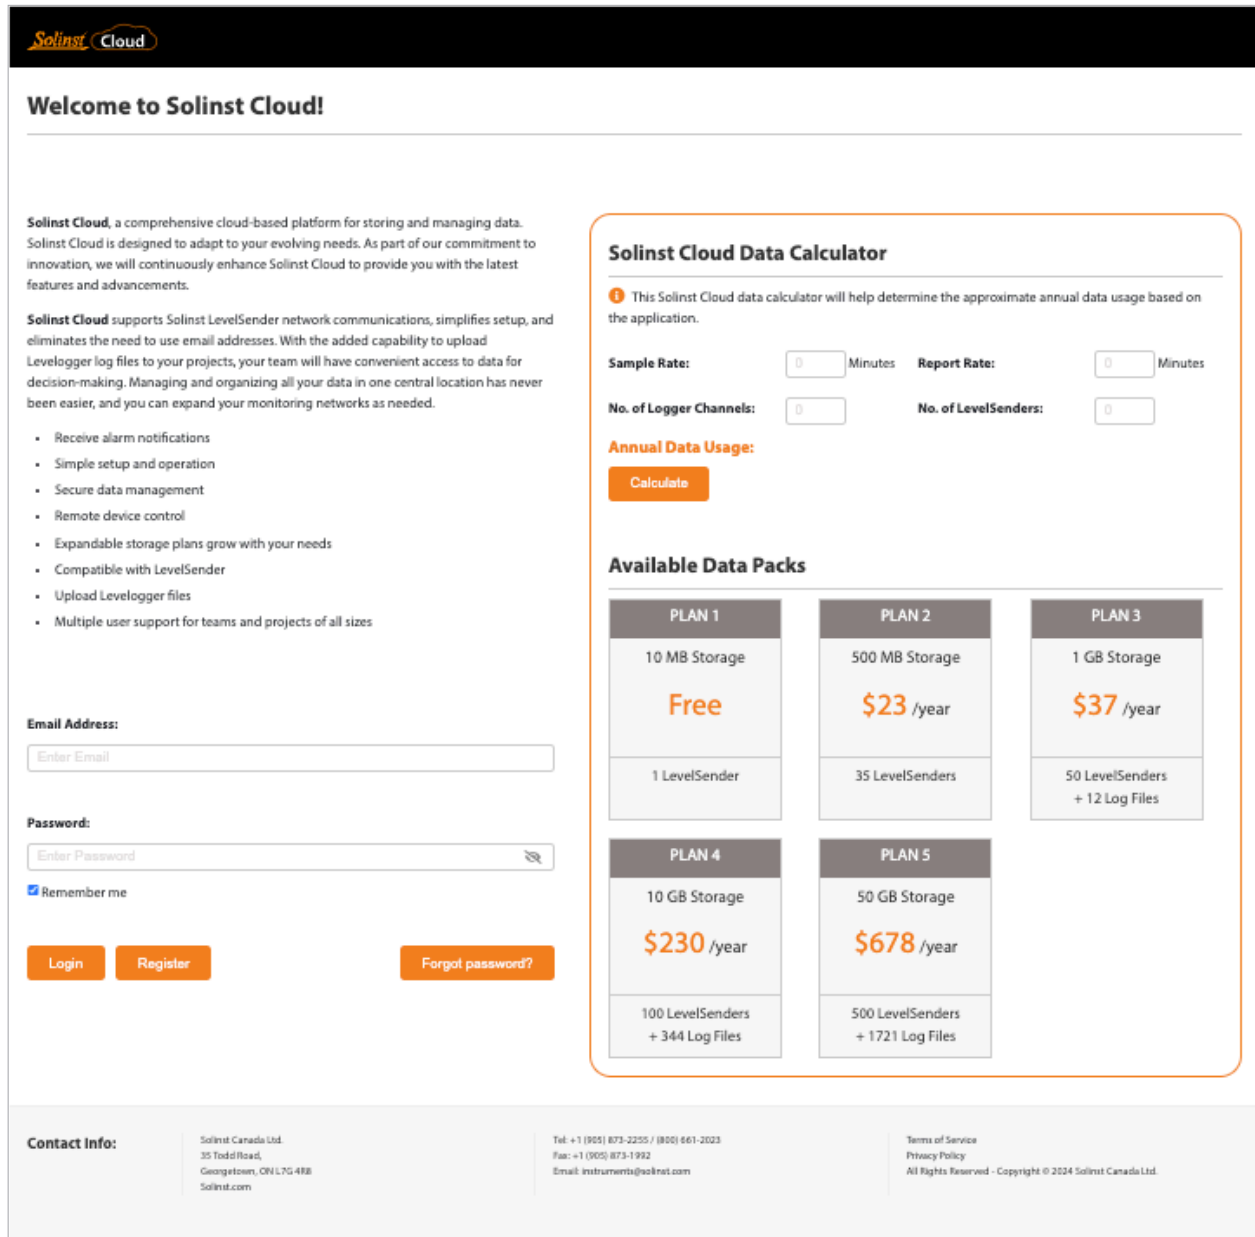 Solinst Cloud
Welcome to Solinst Cloud!
Solinst Cloud, a comprehensive cloud-based platform for storing and managing data.
Solinst Cloud is designed to adapt to your evolving needs. As part of our commitment to
innovation, we will continuously enhance Solinst Cloud to provide you with the latest
features and advancements.
Solinst Cloud supports Solinst LevelSender network communications, simplifies setup, and
eliminates the need to use email addresses. With the added capability to upload
Levelogger log files to your projects, your team will have convenient access to data for
decision-making. Managing and organizing all your data in one central location has never
been easier, and you can expand your monitoring networks as needed.
• Receive alarm notifications
• Simple setup and operation
• Secure data management
• Remote device control
• Expandable storage plans grow with your needs
• Compatible with LevelSender
• Upload Levelogger files
• Multiple user support for teams and projects of all sizes
Email Address:
Enter Email
Password:
Enter Password
Remember me
Login Register Forgot password?
Solinst Cloud Data Calculator
This Solinst Cloud data calculator will help determine the approximate annual data usage based on
the application.
Sample Rate: 0 Minutes Report Rate: 0 Minutes
No. of Logger Channels: 0 No. of LevelSenders: 0
Annual Data Usage:
Calculate
Available Data Packs
PLAN 1
10 MB Storage
Free
1 LevelSender
PLAN 2
500 MB Storage
$23 /year
35 LevelSenders
PLAN 3
1 GB Storage
$37 /year
50 LevelSenders
+ 12 Log Files
PLAN 4
10 GB Storage
$230 /year
100 LevelSenders
+ 344 Log Files
PLAN 5
50 GB Storage
$678 /year
500 LevelSenders
+ 1721 Log Files
Contact Info:
Solinst Canada Ltd.
35 Todd Road,
Georgetown, ON L7G 4R8
Solinst.com
Tel: +1 (905) 873-2255 / (800) 661-2023
Fax: +1 (905) 873-1992
Email: instruments@solinst.com
Terms of Service
Privacy Policy
All Rights Reserved - Copyright © 2024 Solinst Canada Ltd.